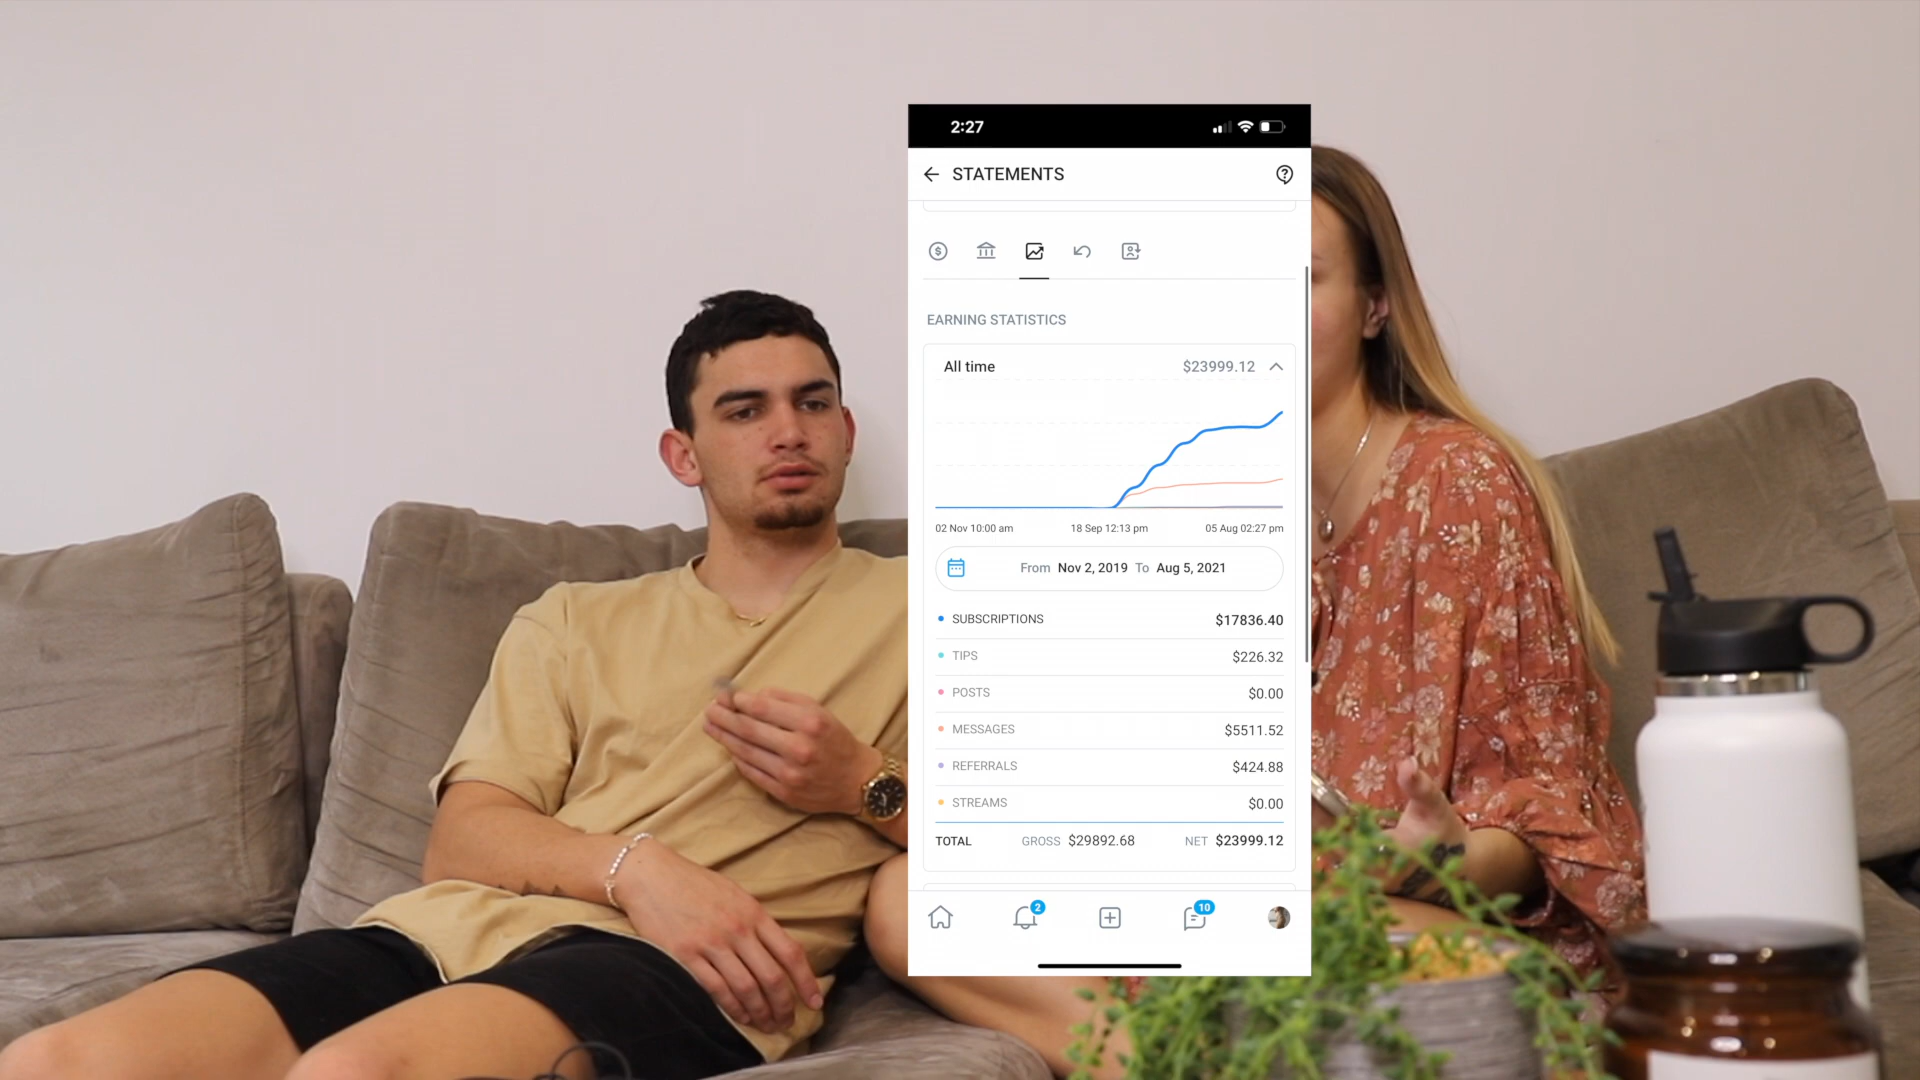 2:27
STATEMENTS
EARNING STATISTICS
All time $23999.12
02 Nov 10:00 am 18 Sep 12:13 pm 05 Aug 02:27 pm
From Nov 2, 2019 To Aug 5, 2021
SUBSCRIPTIONS $17836.40
TIPS $226.32
POSTS $0.00
MESSAGES $5511.52
REFERRALS $424.88
STREAMS $0.00
TOTAL GROSS $29892.68 NET $23999.12
2 10